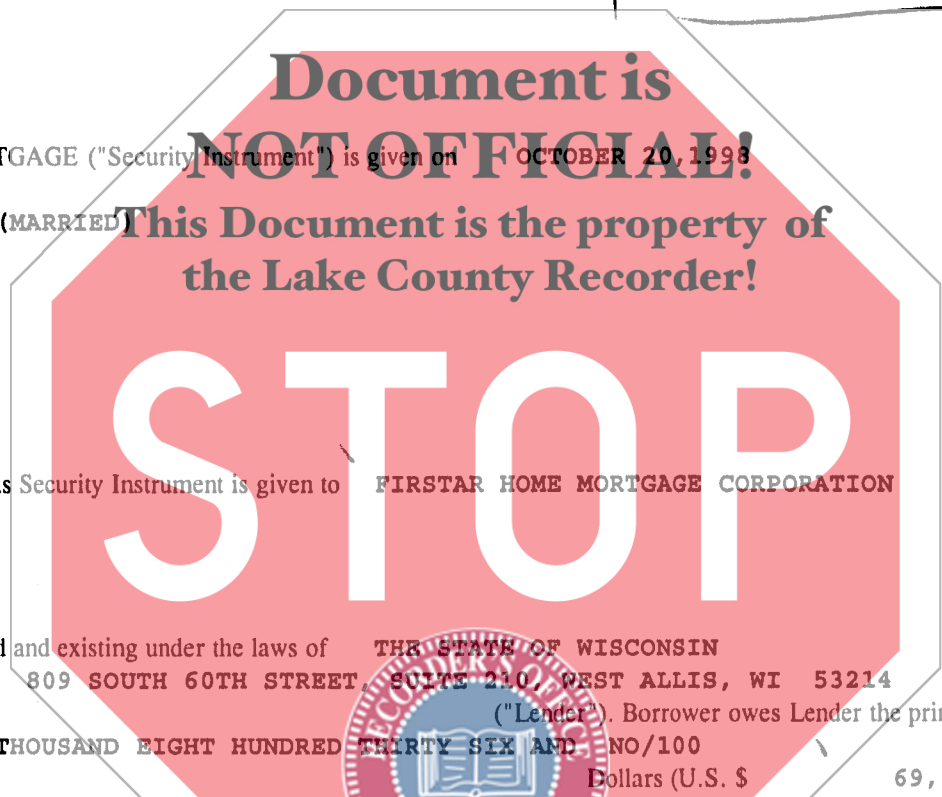 Document is
NOT OFFICIAL!
TGAGE ("Security Instrument") is given on OCTOBER 20,1998
(MARRIED)
This Document is the property of
the Lake County Recorder!
STOP
s Security Instrument is given to FIRSTAR HOME MORTGAGE CORPORATION
d and existing under the laws of THE STATE OF WISCONSIN
RECORDER'S OFFICE
809 SOUTH 60TH STREET, SUITE 210, WEST ALLIS, WI 53214
("Lender"). Borrower owes Lender the prin
THOUSAND EIGHT HUNDRED THIRTY SIX AND NO/100
Dollars (U.S. $ 69,